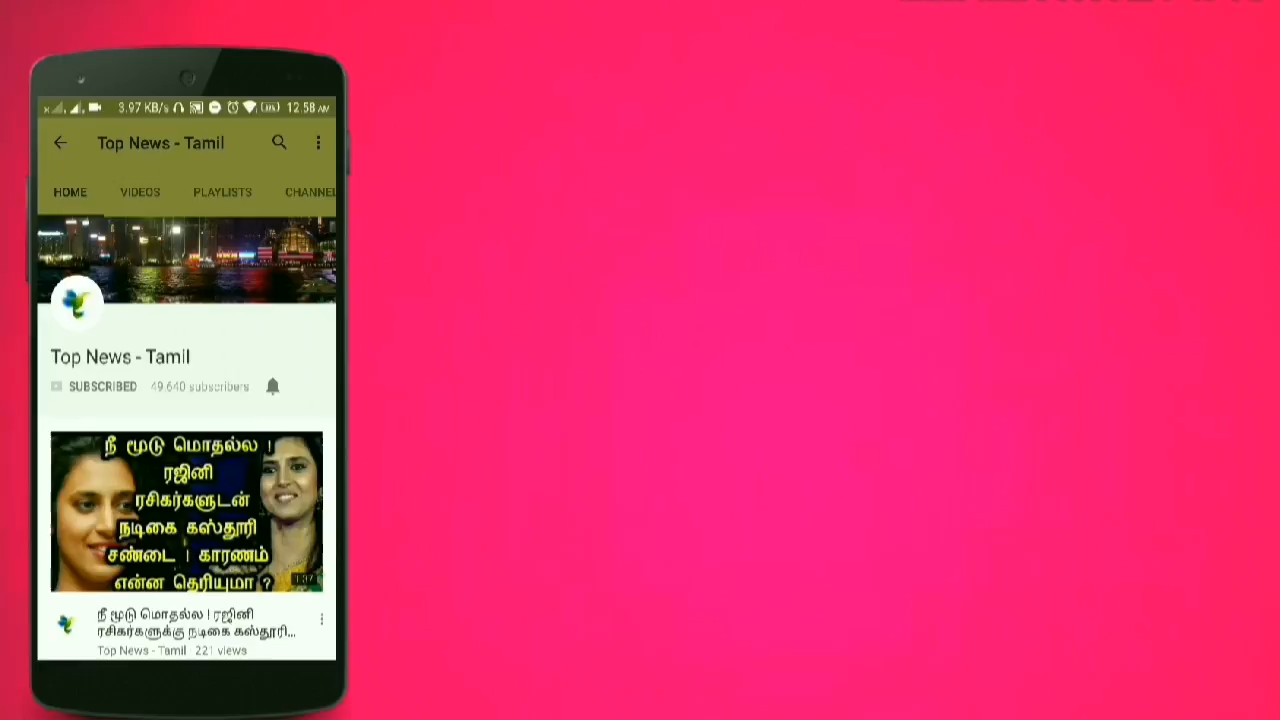 3.97 KB/s 12.58 AM
Top News - Tamil
HOME VIDEOS PLAYLISTS CHANNEL
Top News - Tamil
SUBSCRIBED 49,640 subscribers
நீ மூடு மொதல்ல !
ரஜினி
ரசிகர்களுடன்
நடிகை கஸ்தூரி
சண்டை ! காரணம்
என்ன தெரியுமா ?
நீ மூடு மொதல்ல ! ரஜினி
ரசிகர்களுக்கு நடிகை கஸ்தூரி...
Top News - Tamil · 221 views